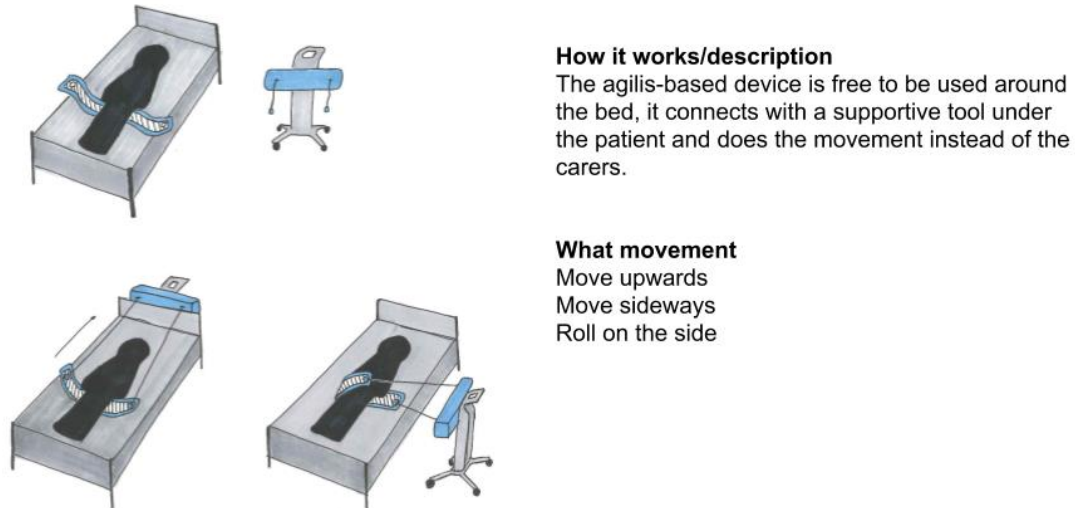 How it works/description
The agilis-based device is free to be used around
the bed, it connects with a supportive tool under
the patient and does the movement instead of the
carers.
What movement
Move upwards
Move sideways
Roll on the side